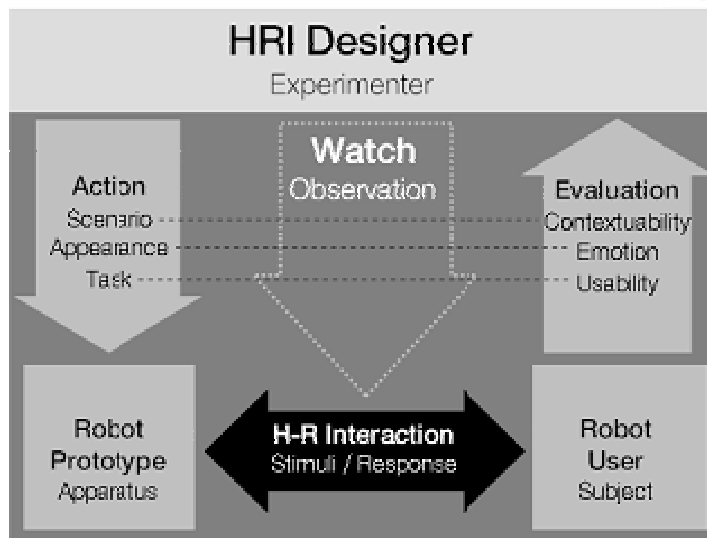 HRI Designer
Experimenter
Action
Scenario
Appearance
Task
Watch
Observation
Evaluation
Contextuability
Emotion
Usability
Robot
Prototype
Apparatus
H-R Interaction
Stimuli / Response
Robot
User
Subject